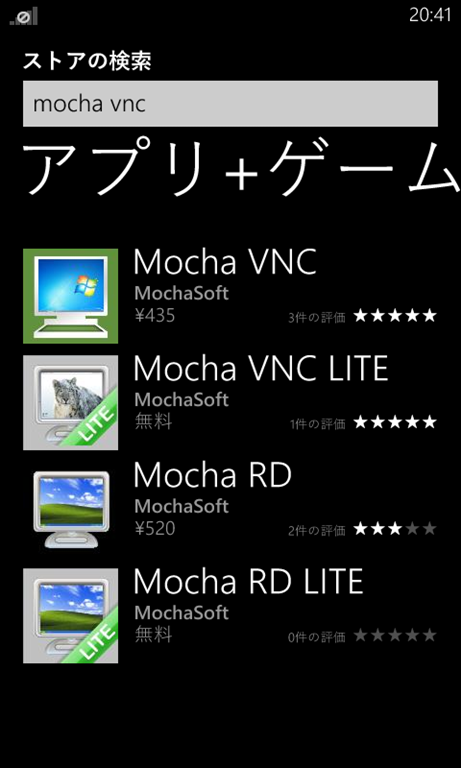 20:41
ストアの検索
mocha vnc
アプリ+ゲーム
Mocha VNC
MochaSoft
¥435
3件の評価
Mocha VNC LITE
MochaSoft
無料
1件の評価
LITE
Mocha RD
MochaSoft
¥520
2件の評価
Mocha RD LITE
MochaSoft
無料
0件の評価
LITE